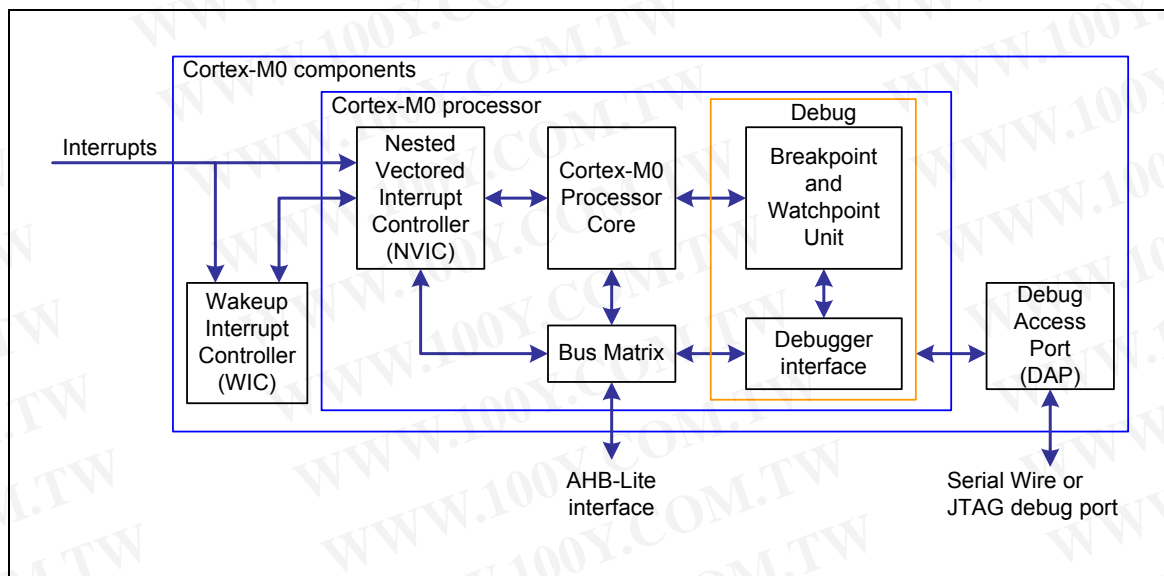 Cortex-M0 components
Cortex-M0 processor
Debug
Interrupts
Nested
Vectored
Interrupt
Controller
(NVIC)
Cortex-M0
Processor
Core
Breakpoint
and
Watchpoint
Unit
Wakeup
Interrupt
Controller
(WIC)
Bus Matrix
Debugger
interface
Debug
Access
Port
(DAP)
AHB-Lite
interface
Serial Wire or
JTAG debug port
WWW.100Y.COM.TW